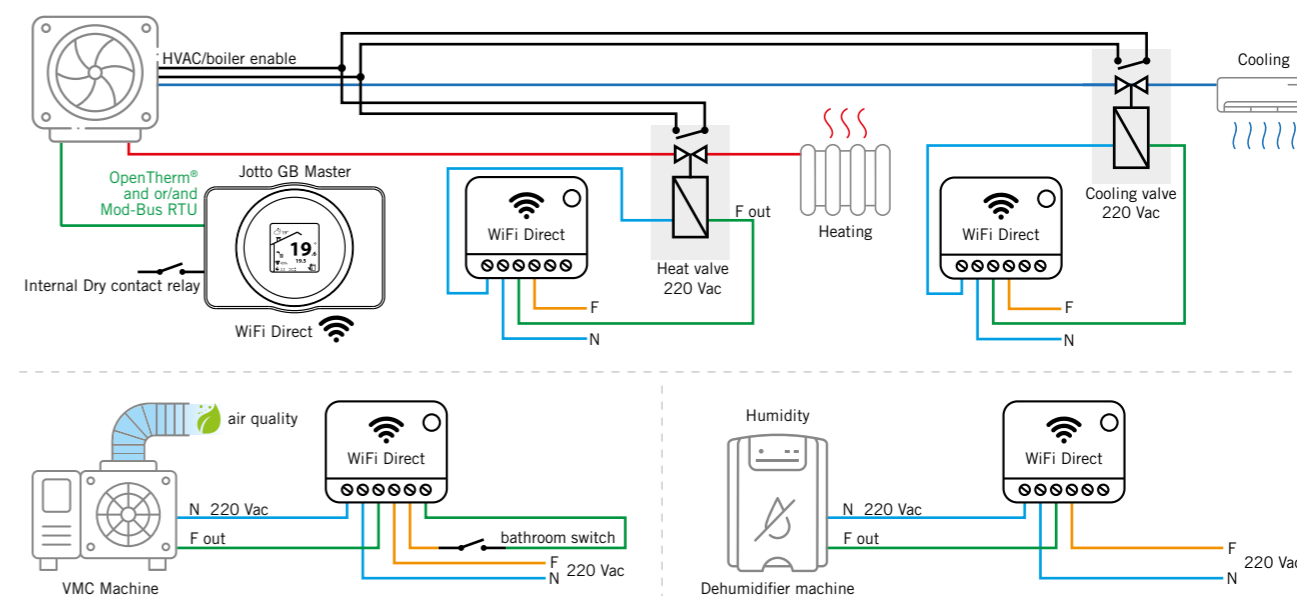 HVAC/boiler enable
Cooling
OpenTherm®
and or/and
Mod-Bus RTU
Jotto GB Master
19
19.5
Internal Dry contact relay
WiFi Direct
WiFi Direct
F
N
F out
Heat valve
220 Vac
Heating
WiFi Direct
F
N
Cooling valve
220 Vac
air quality
WiFi Direct
N 220 Vac
F out
bathroom switch
F
N
220 Vac
VMC Machine
Humidity
WiFi Direct
N 220 Vac
F out
F
N
220 Vac
Dehumidifier machine